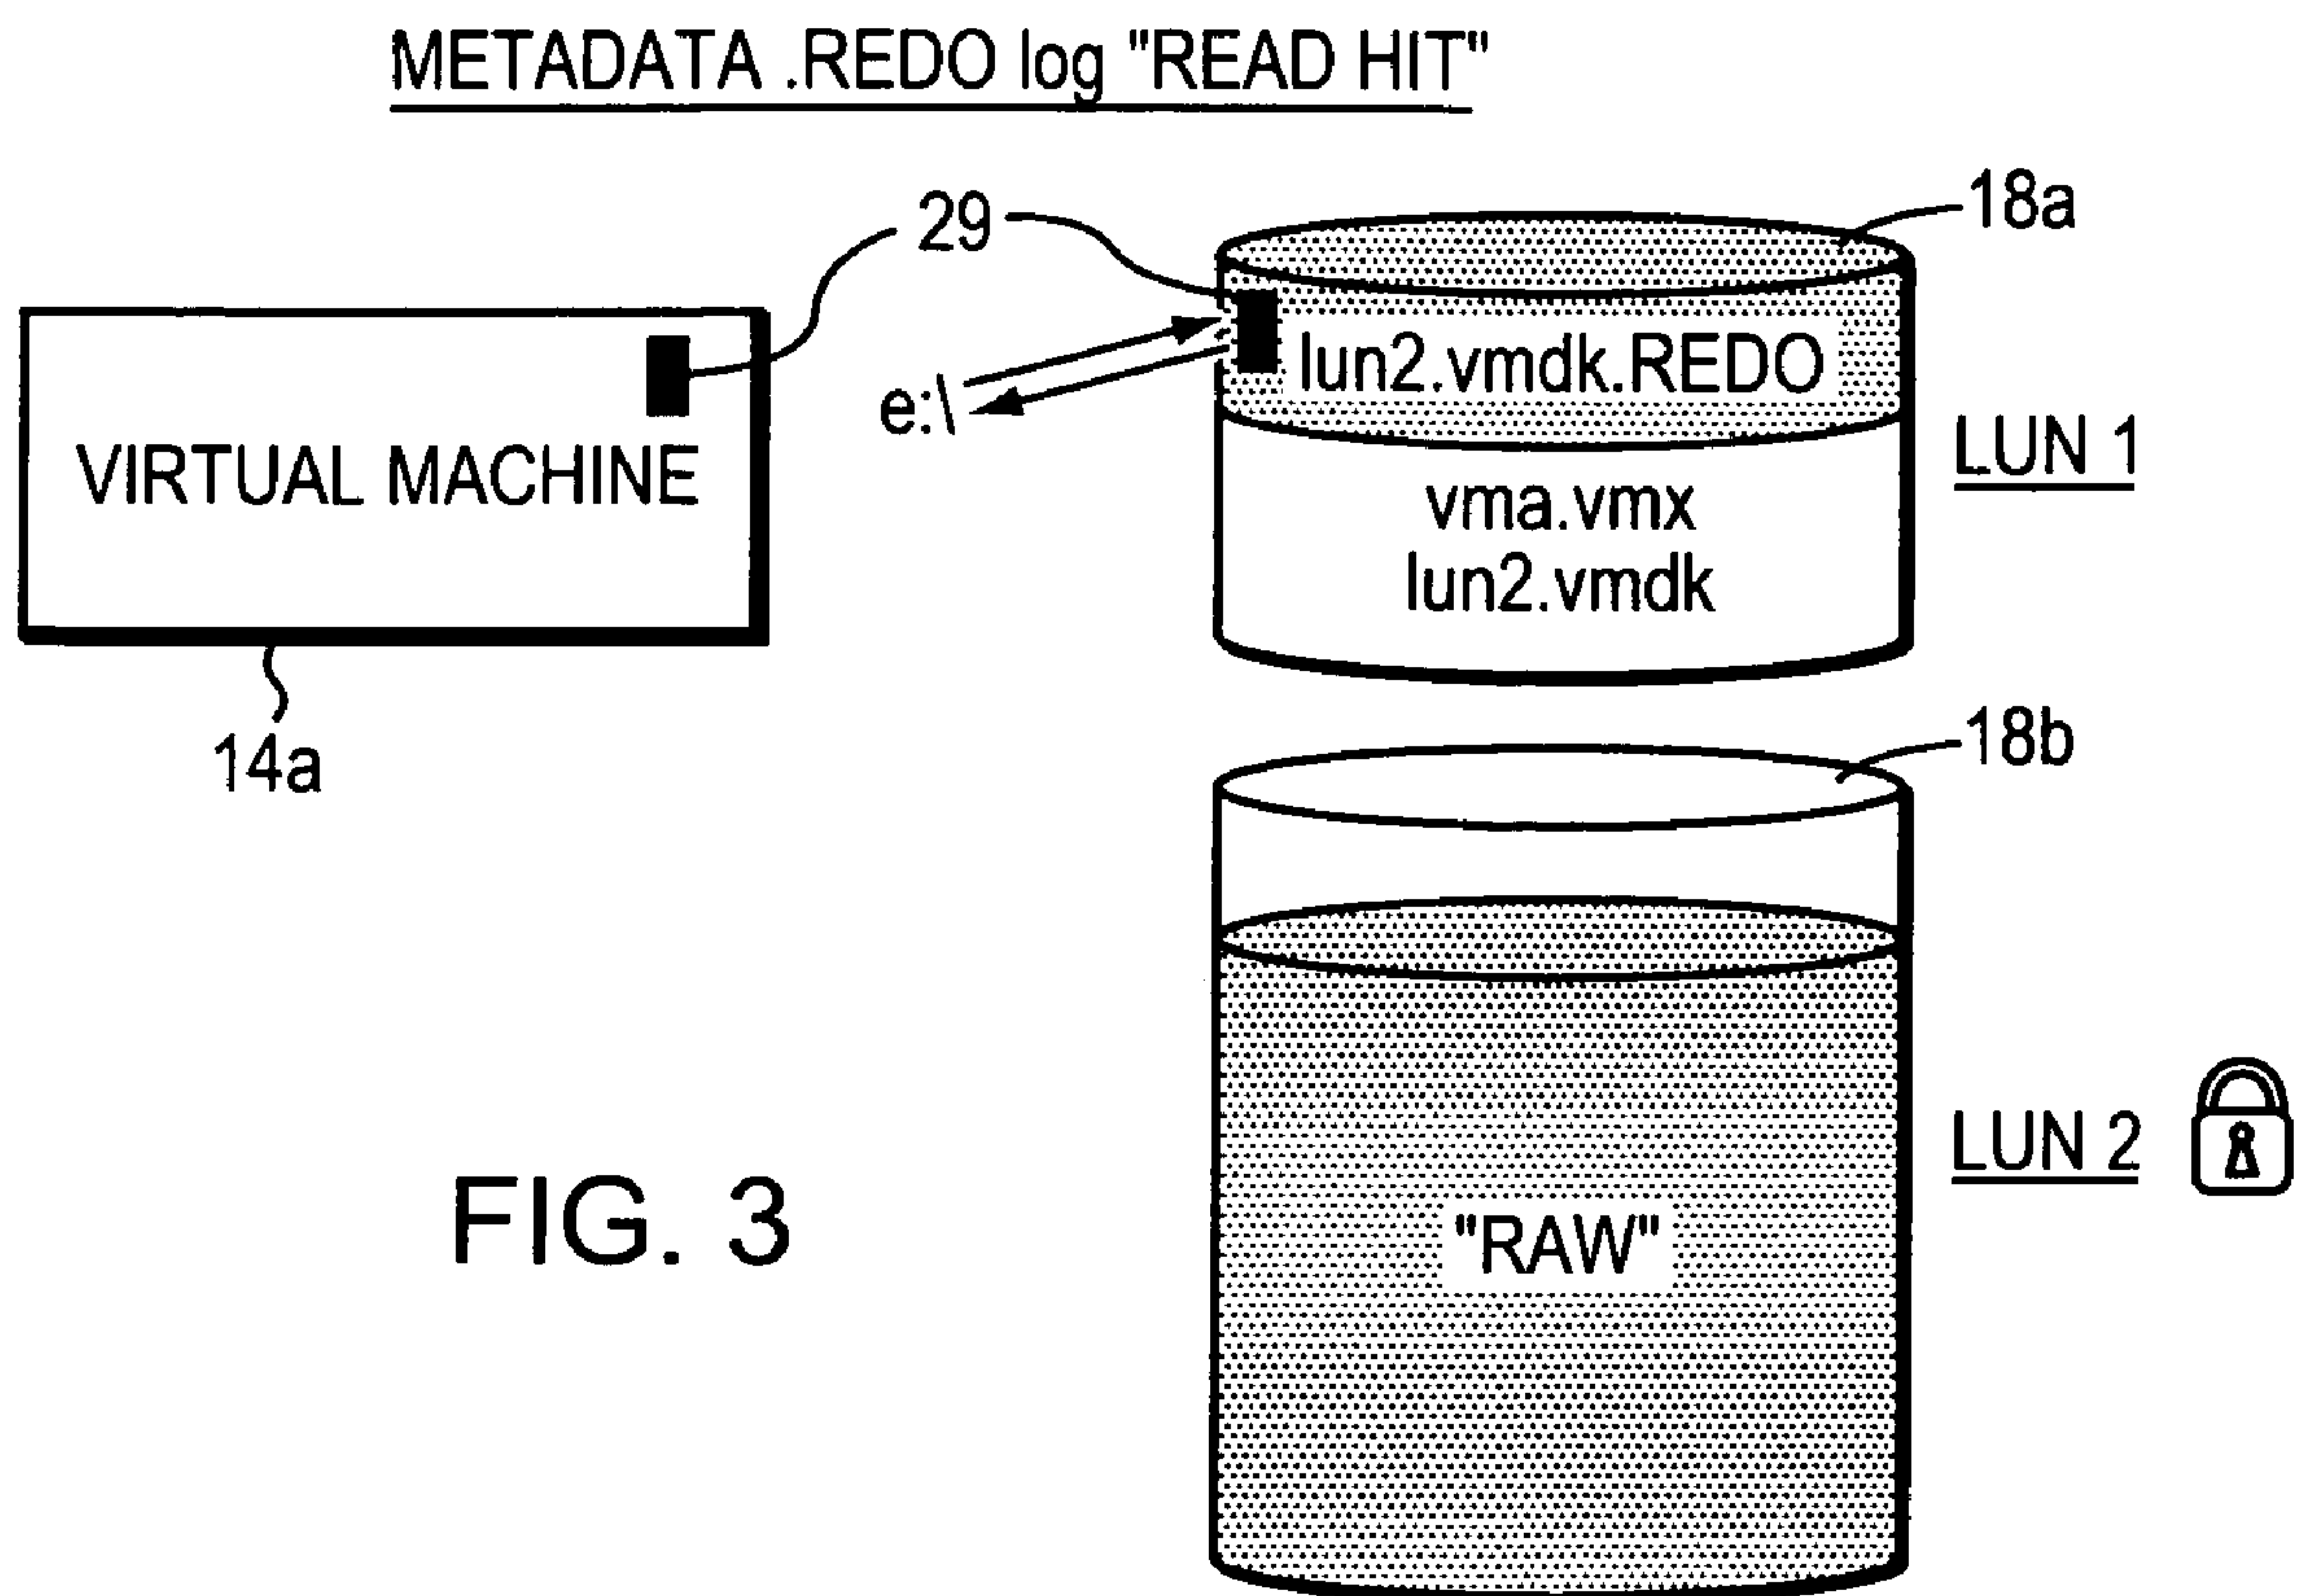 METADATA .REDO log "READ HIT"
29
18a
lun2.vmdk.REDO
e:\
LUN 1
VIRTUAL MACHINE
vma.vmx
lun2.vmdk
14a
18b
LUN 2
"RAW"
FIG. 3